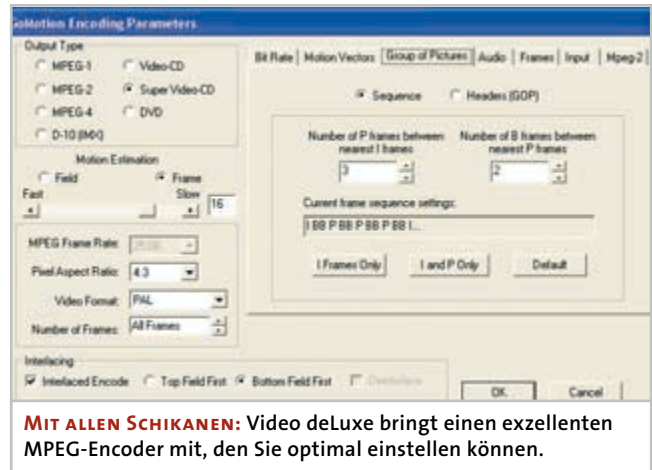 GoMotion Encoding Parameters
Output Type
MPEG-1 Video-CD
MPEG-2 Super Video-CD
MPEG-4 DVD
D-10 (IMX)
Motion Estimation
Field Frame
Fast Slow
16
MPEG Frame Rate:
Pixel Aspect Ratio: 4:3
Video Format: PAL
Number of Frames: All Frames
Interlacing
Interlaced Encode Top Field First Bottom Field First
Bit Rate Motion Vectors Group of Pictures Audio Frames Input Mpeg-2
Sequence Headers (GOP)
Number of P frames between nearest I frames
3
Number of B frames between nearest P frames
2
Current frame sequence settings:
I BB P BB P BB P BB I...
I Frames Only I and P Only Default
OK Cancel
MIT ALLEN SCHIKANEN: Video deLuxe bringt einen exzellenten
MPEG-Encoder mit, den Sie optimal einstellen können.